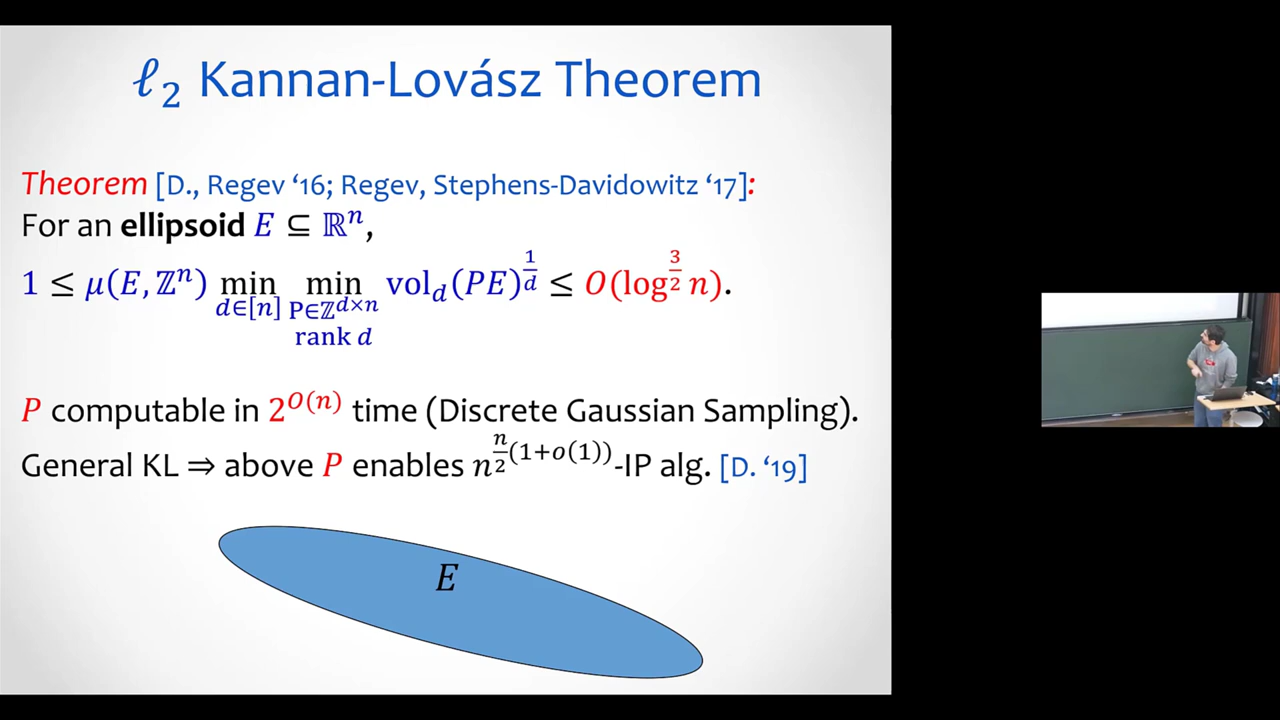 ℓ₂ Kannan-Lovász Theorem
Theorem [D., Regev ‘16; Regev, Stephens-Davidowitz ‘17]:
For an ellipsoid E ⊆ ℝⁿ,
1 ≤ μ(E, ℤⁿ) min_{d∈[n]} min_{P∈ℤ^{d×n} rank d} vol_d(PE)^{1/d} ≤ O(log^{3/2} n).
P computable in 2^{O(n)} time (Discrete Gaussian Sampling).
General KL ⇒ above P enables n^{n/2(1+o(1))}-IP alg. [D. ‘19]
E